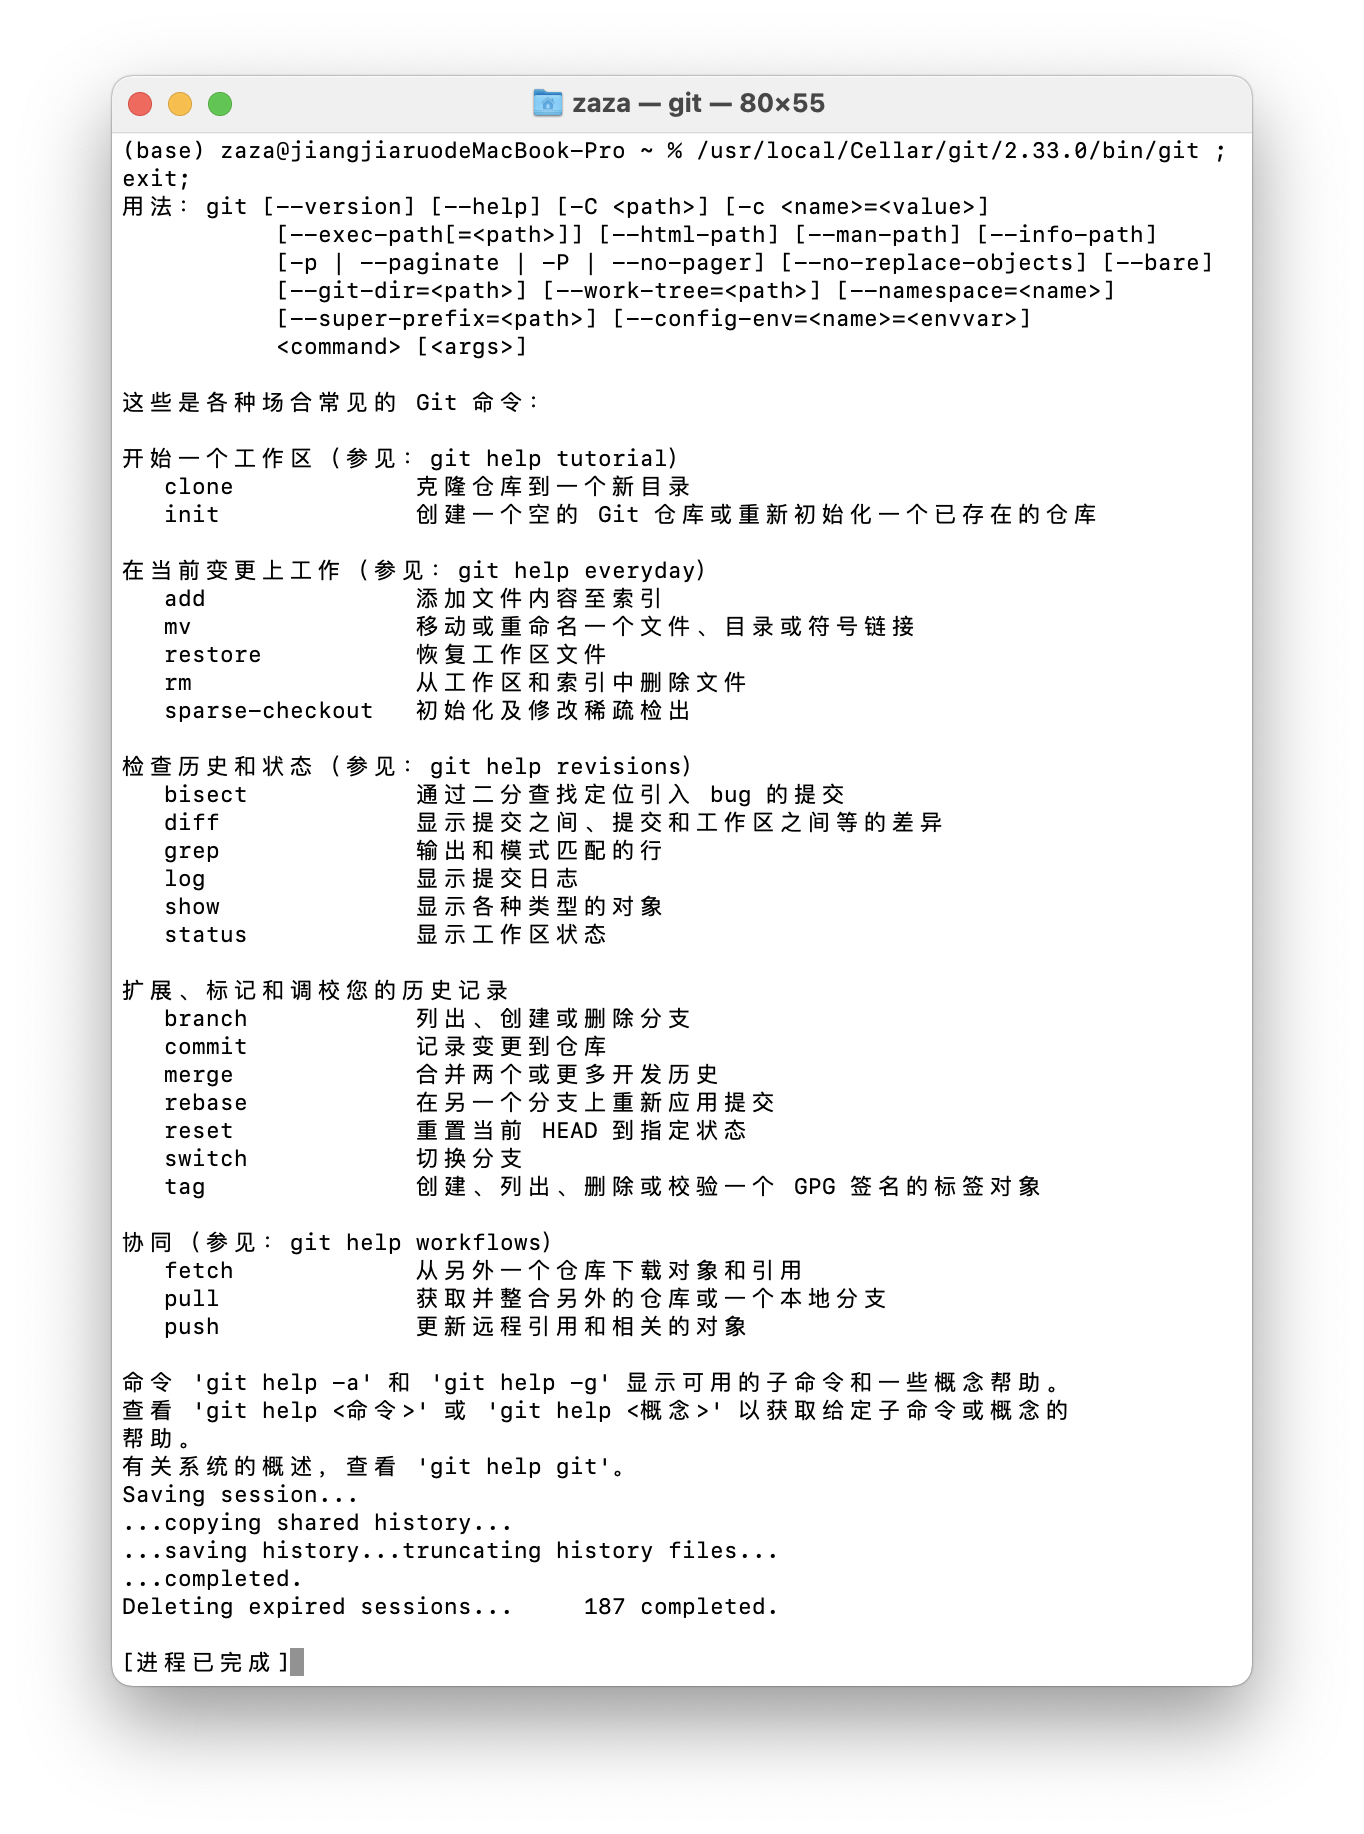 zaza — git — 80×55
(base) zaza@jiangjiaruodeMacBook-Pro ~ % /usr/local/Cellar/git/2.33.0/bin/git ;
exit;
用法：git [--version] [--help] [-C <path>] [-c <name>=<value>]
[--exec-path[=<path>]] [--html-path] [--man-path] [--info-path]
[-p | --paginate | -P | --no-pager] [--no-replace-objects] [--bare]
[--git-dir=<path>] [--work-tree=<path>] [--namespace=<name>]
[--super-prefix=<path>] [--config-env=<name>=<envvar>]
<command> [<args>]
这些是各种场合常见的 Git 命令：
开始一个工作区（参见：git help tutorial）
clone 克隆仓库到一个新目录
init 创建一个空的 Git 仓库或重新初始化一个已存在的仓库
在当前变更上工作（参见：git help everyday）
add 添加文件内容至索引
mv 移动或重命名一个文件、目录或符号链接
restore 恢复工作区文件
rm 从工作区和索引中删除文件
sparse-checkout 初始化及修改稀疏检出
检查历史和状态（参见：git help revisions）
bisect 通过二分查找定位引入 bug 的提交
diff 显示提交之间、提交和工作区之间等的差异
grep 输出和模式匹配的行
log 显示提交日志
show 显示各种类型的对象
status 显示工作区状态
扩展、标记和调校您的历史记录
branch 列出、创建或删除分支
commit 记录变更到仓库
merge 合并两个或更多开发历史
rebase 在另一个分支上重新应用提交
reset 重置当前 HEAD 到指定状态
switch 切换分支
tag 创建、列出、删除或校验一个 GPG 签名的标签对象
协同（参见：git help workflows）
fetch 从另外一个仓库下载对象和引用
pull 获取并整合另外的仓库或一个本地分支
push 更新远程引用和相关的对象
命令 'git help -a' 和 'git help -g' 显示可用的子命令和一些概念帮助。
查看 'git help <命令>' 或 'git help <概念>' 以获取给定子命令或概念的
帮助。
有关系统的概述，查看 'git help git'。
Saving session...
...copying shared history...
...saving history...truncating history files...
...completed.
Deleting expired sessions...     187 completed.
[进程已完成]